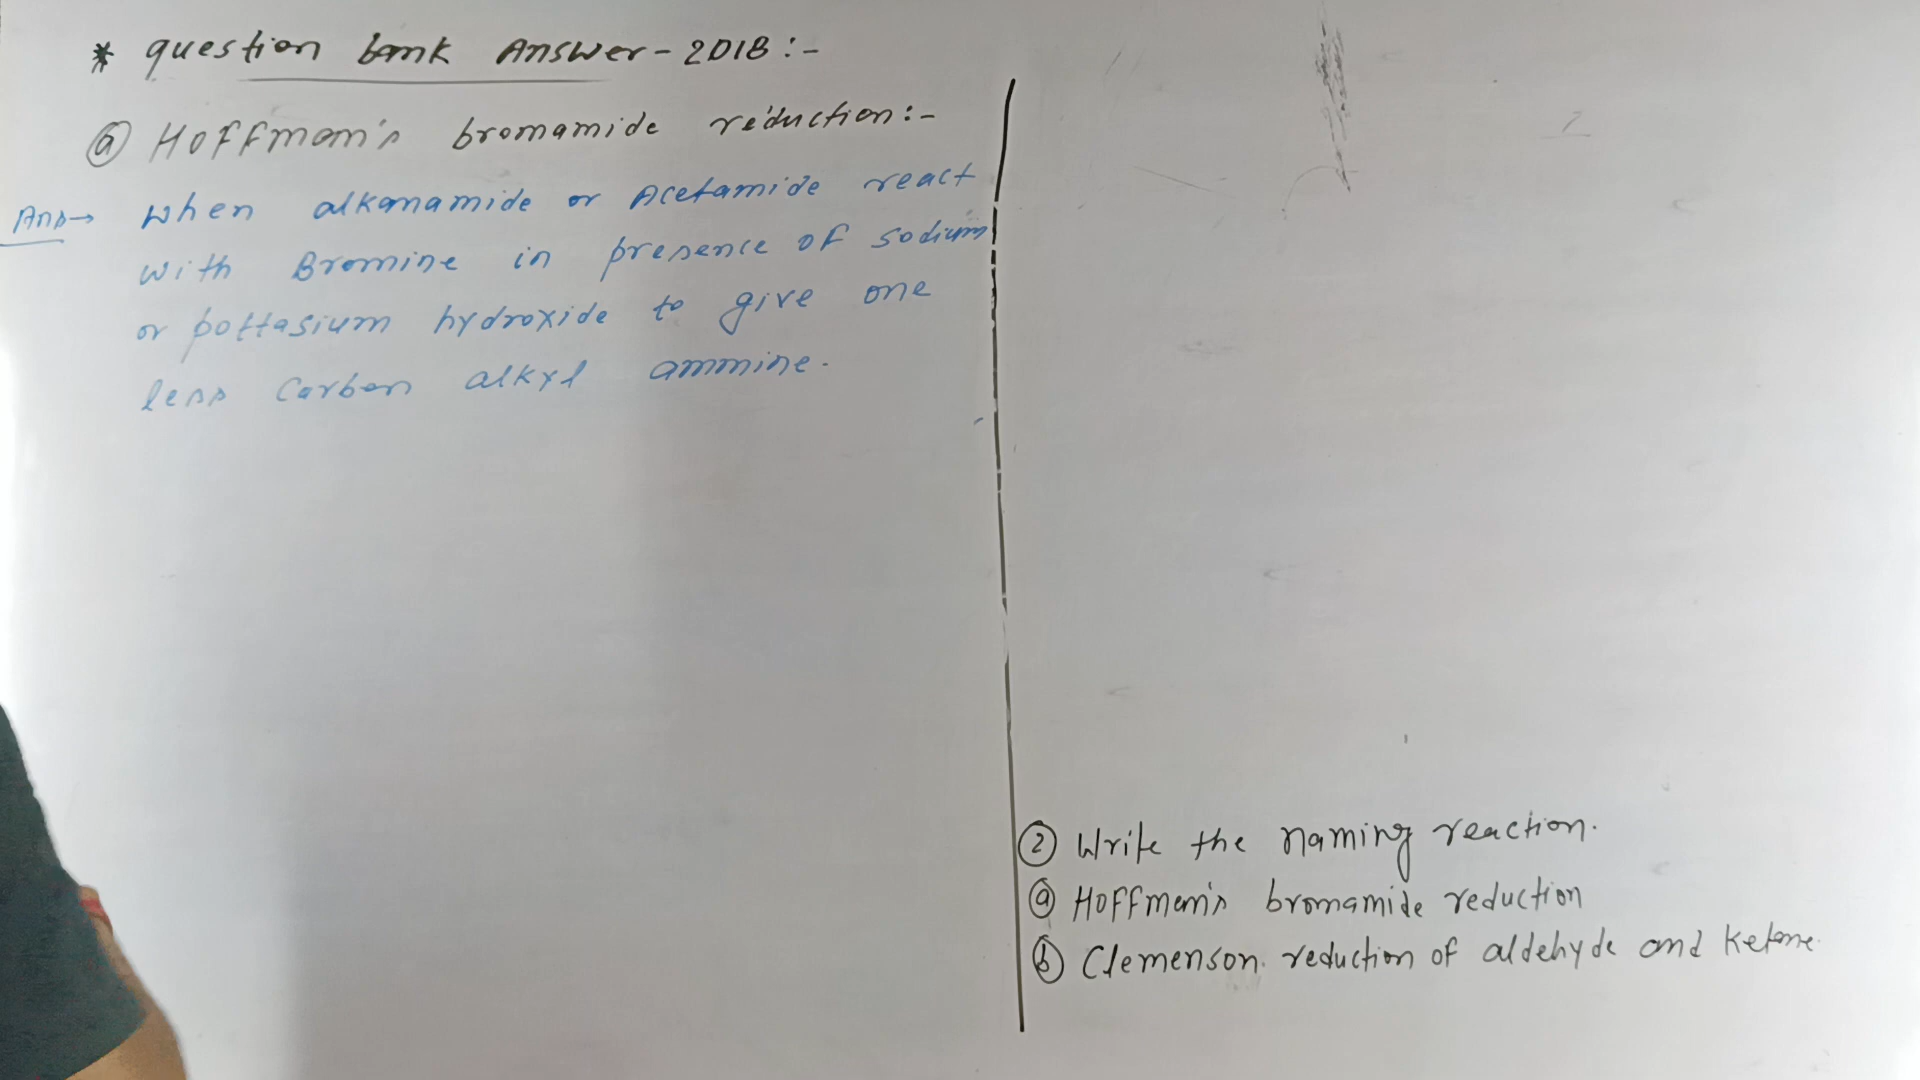 * question bank Answer - 2018 :-
(a) Hoffman's bromamide reduction :-
Ans → When alkanamide or Acetamide react
with Bromine in presence of sodium
or pottasium hydroxide to give one
less Carbon alkyl ammine.
(2) Write the naming reaction.
(a) Hoffman's bromamide reduction
(b) Clemenson. reduction of aldehyde and Ketone.